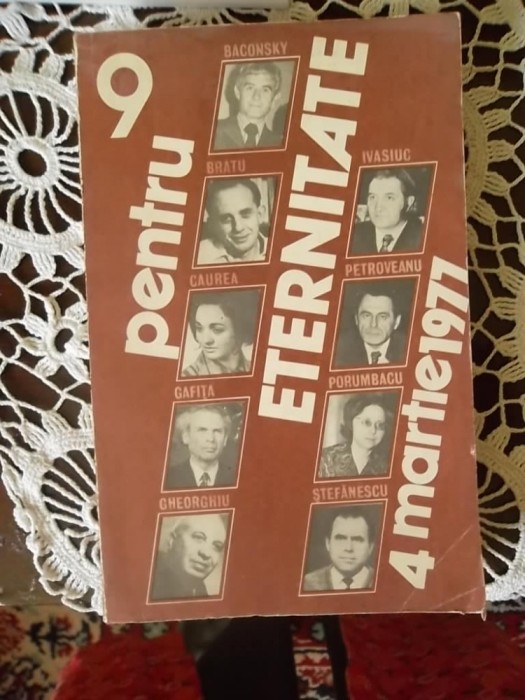 9
pentru
ETERNITATE
4 martie 1977
BACONSKY
BRATU
CAUREA
GAFIȚA
GHEORGHIU
IVASIUC
PETROVEANU
PORUMBACU
ȘTEFĂNESCU